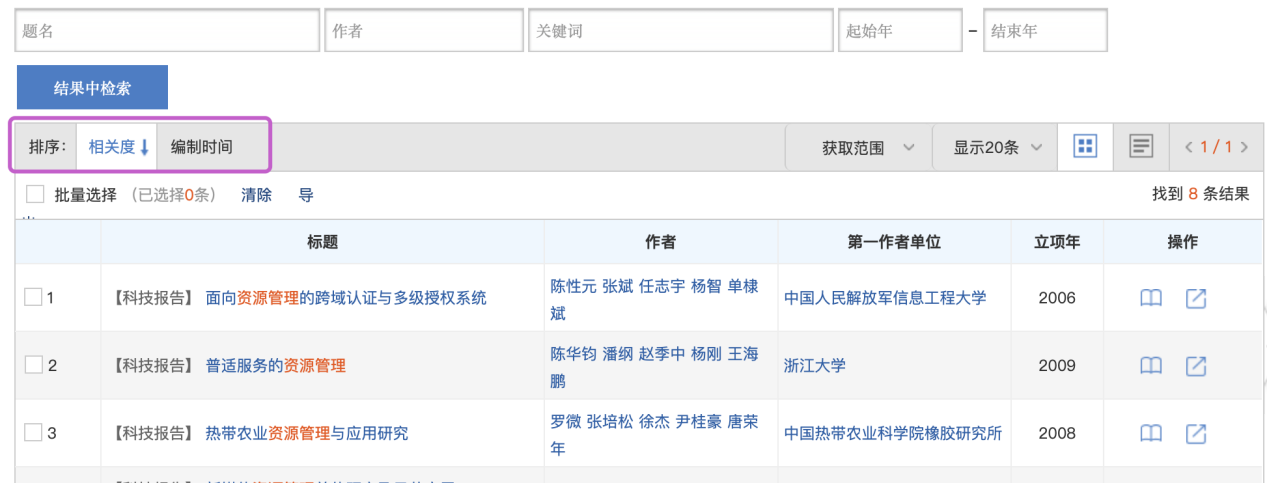 题名 作者 关键词 起始年 - 结束年
结果中检索
排序: 相关度 编制时间 获取范围 显示20条 < 1 / 1 >
批量选择 (已选择0条) 清除 导
找到 8 条结果
标题 作者 第一作者单位 立项年 操作
1 【科技报告】 面向资源管理的跨域认证与多级授权系统 陈性元 张斌 任志宇 杨智 单棣 中国人民解放军信息工程大学 2006
斌
2 【科技报告】 普适服务的资源管理 陈华钧 潘纲 赵季中 杨刚 王海 浙江大学 2009
鹏
3 【科技报告】 热带农业资源管理与应用研究 罗微 张培松 徐杰 尹桂豪 唐荣 中国热带农业科学院橡胶研究所 2008
年